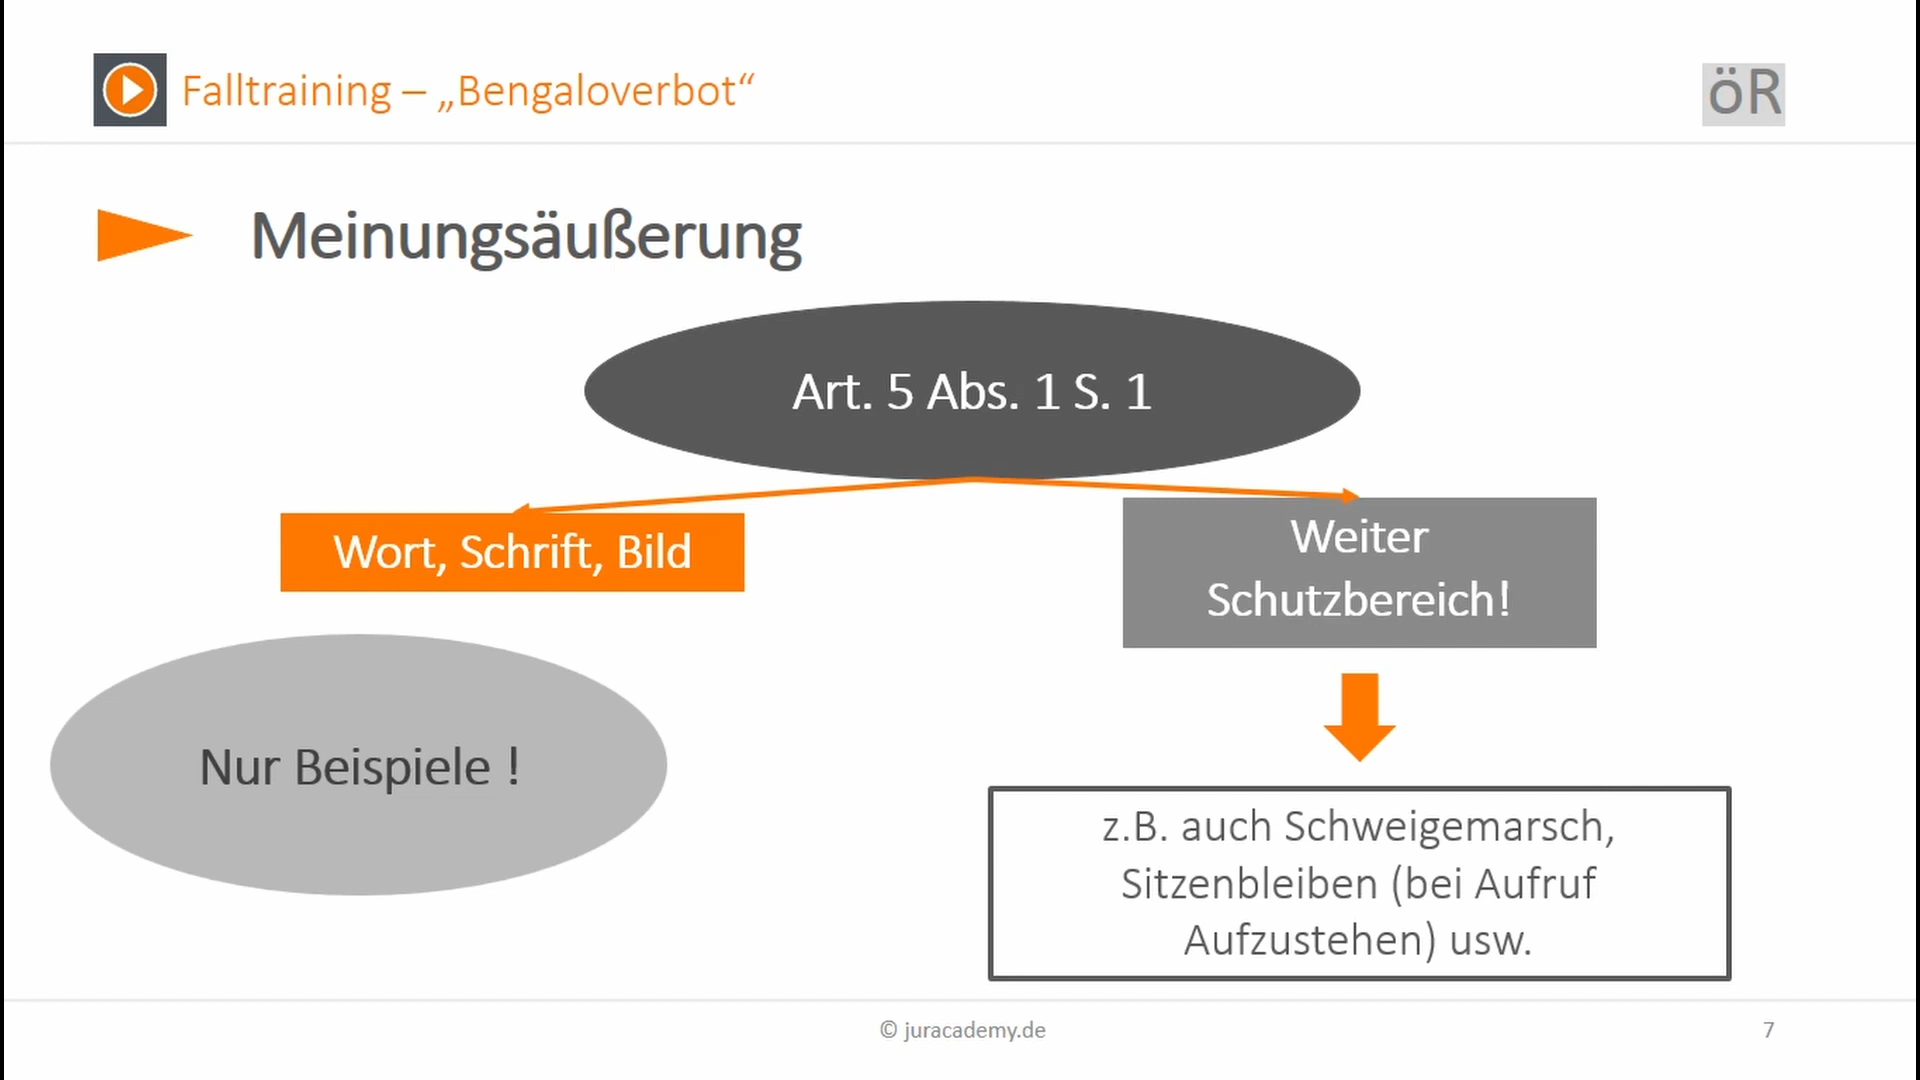 Falltraining – „Bengaloverbot“
öR
Meinungsäußerung
Art. 5 Abs. 1 S. 1
Wort, Schrift, Bild
Weiter
Schutzbereich!
Nur Beispiele !
z.B. auch Schweigemarsch,
Sitzenbleiben (bei Aufruf
Aufzustehen) usw.
© juracademy.de
7